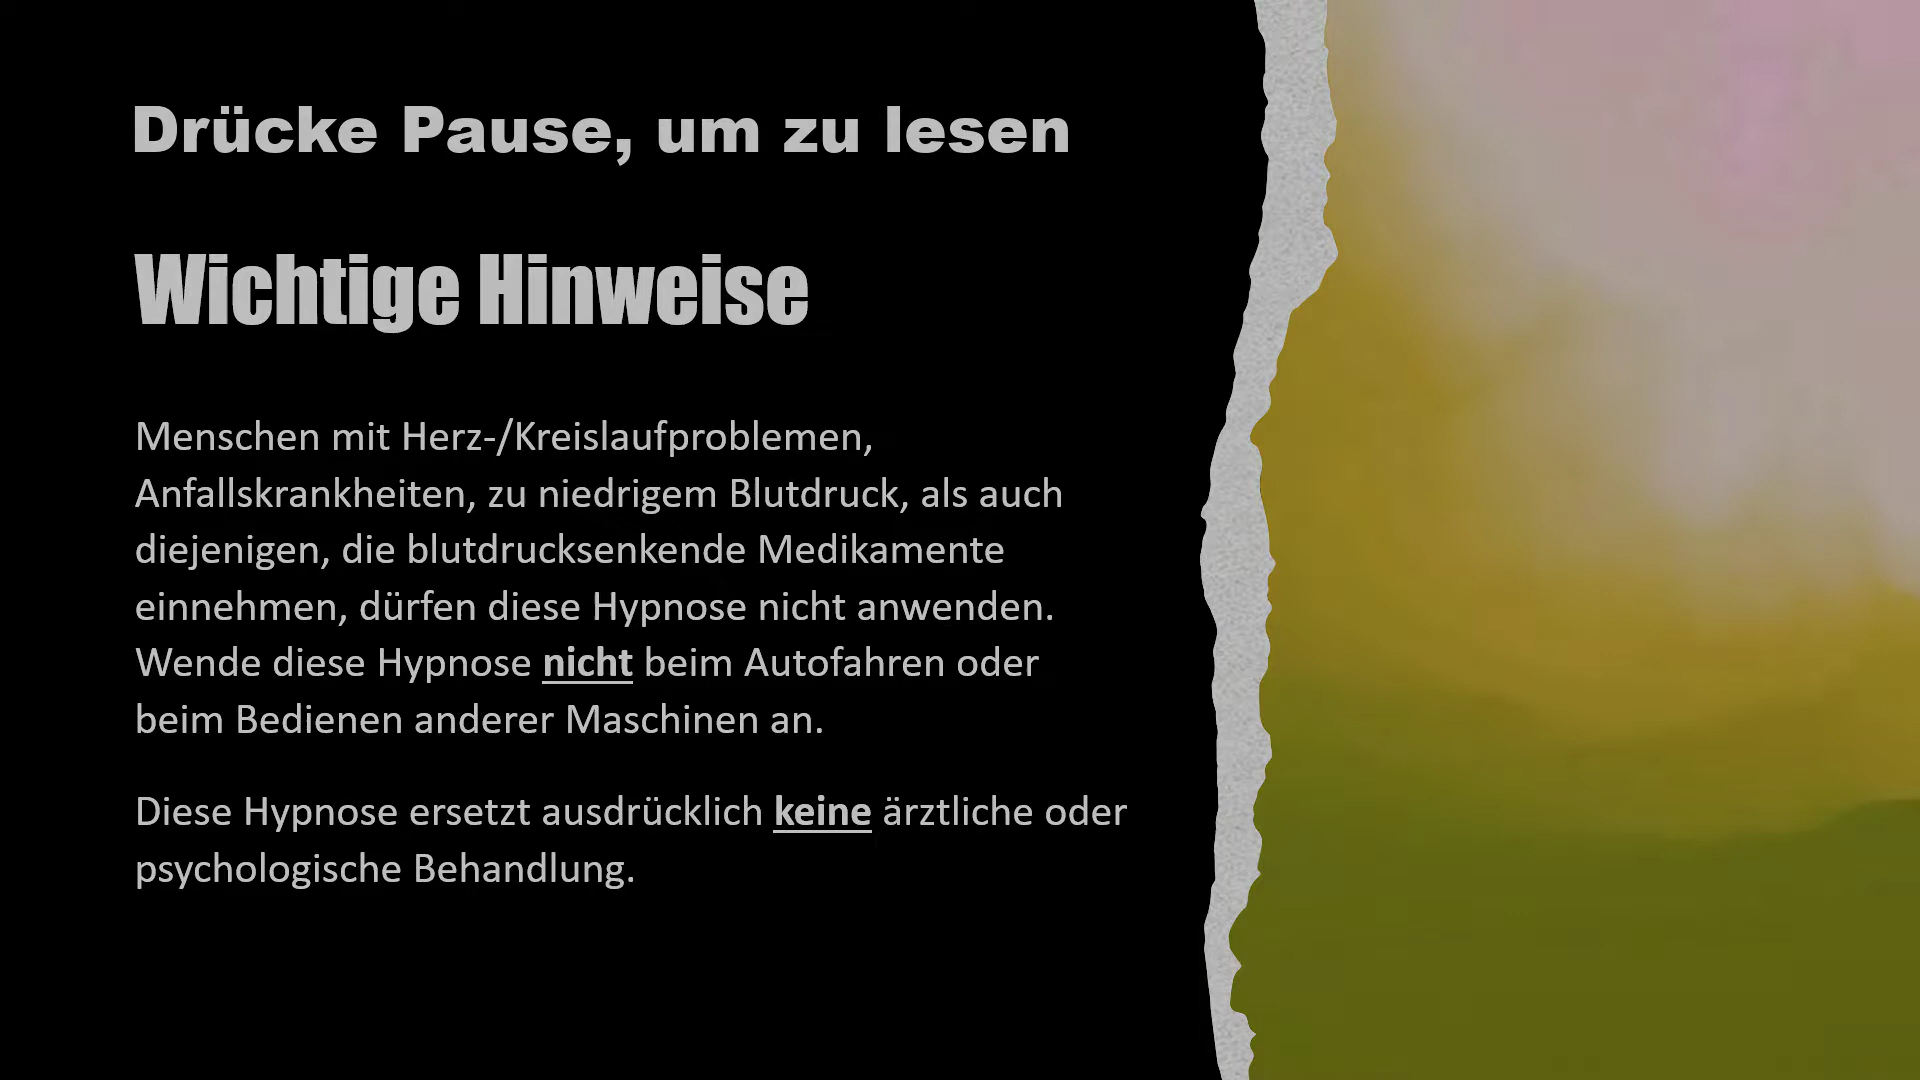 Drücke Pause, um zu lesen
Wichtige Hinweise
Menschen mit Herz-/Kreislaufproblemen,
Anfallskrankheiten, zu niedrigem Blutdruck, als auch
diejenigen, die blutdrucksenkende Medikamente
einnehmen, dürfen diese Hypnose nicht anwenden.
Wende diese Hypnose nicht beim Autofahren oder
beim Bedienen anderer Maschinen an.
Diese Hypnose ersetzt ausdrücklich keine ärztliche oder
psychologische Behandlung.